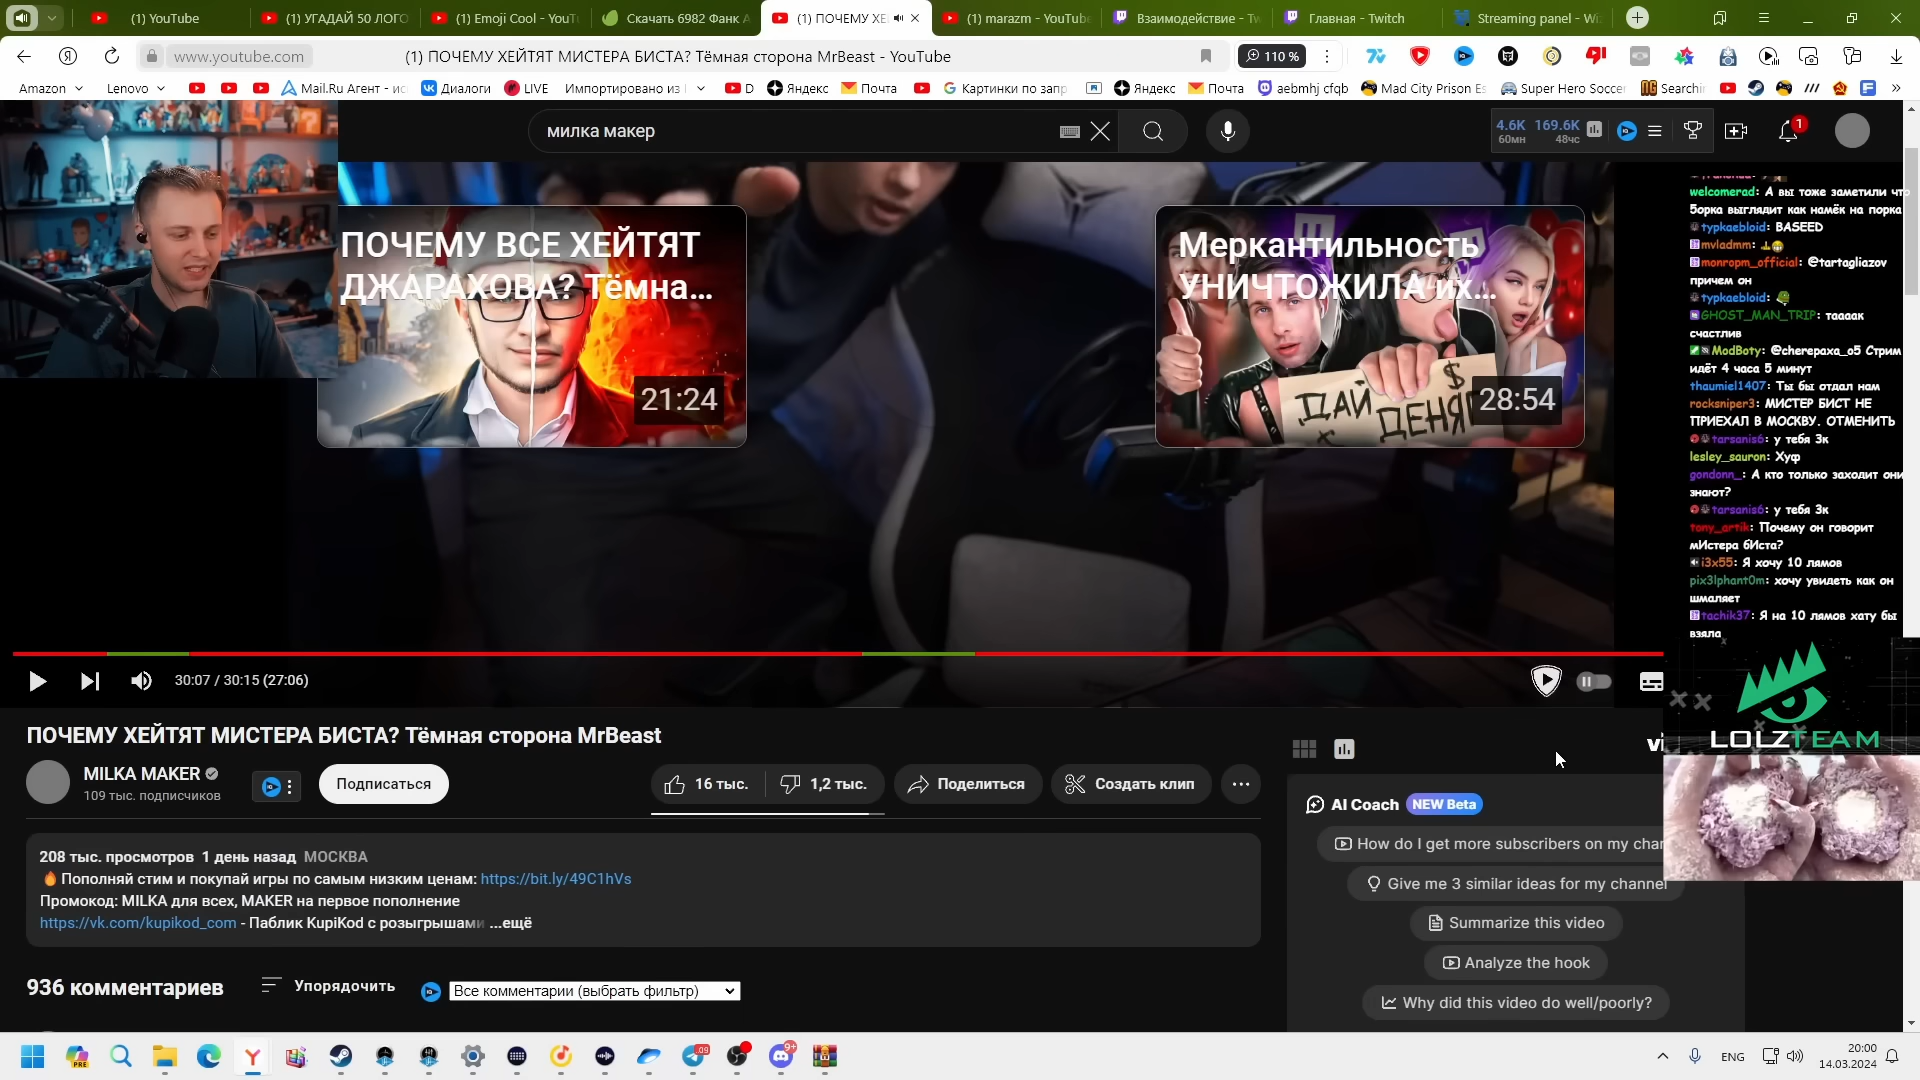 (1) YouTube
(1) УГАДАЙ 50 ЛОГО
(1) Emoji Cool - YouT
Скачать 6982 Фанк А
(1) ПОЧЕМУ ХЕ
(1) marazm - YouTub
Взаимодействие - Tw
Главная - Twitch
Streaming panel - Wi
www.youtube.com
(1) ПОЧЕМУ ХЕЙТЯТ МИСТЕРА БИСТА? Тёмная сторона MrBeast - YouTube
110 %
Amazon
Lenovo
Mail.Ru Агент - ис
Диалоги
LIVE
Импортировано из
D
Яндекс
Почта
Картинки по запр
Яндекс
Почта
aebmhj cfqb
Mad City Prison Es
Super Hero Soccer
Searchin
милка макер
4.6K 169.6K
60мн 48чс
1
ПОЧЕМУ ВСЕ ХЕЙТЯТ
ДЖАРАХОВА? Тёмна...
21:24
Меркантильность
УНИЧТОЖИЛА их...
ДАЙ ДЕНЯ
28:54
welcomerad: А вы тоже заметили что
5орка выглядит как намёк на порка
typkaebloid: BASEED
mvladmm:
monropm_official: @tartagliazov
причем он
typkaebloid:
GHOST_MAN_TRIP: таааак
счастлив
ModBoty: @cherepaxa_o5 Стрим
идёт 4 часа 5 минут
thaumiel1407: Ты бы отдал нам
rocksniper3: МИСТЕР БИСТ НЕ
ПРИЕХАЛ В МОСКВУ. ОТМЕНИТЬ
tarsanis6: у тебя 3к
lesley_sauron: Хуф
gondonn_: А кто только заходит они
знают?
tarsanis6: у тебя 3к
tony_artik: Почему он говорит
мИстера бИста?
i3x55: Я хочу 10 лямов
pix3lphant0m: хочу увидеть как он
шмаляет
tachik37: Я на 10 лямов хату бы
взяла
30:07 / 30:15 (27:06)
LOLZTEAM
ПОЧЕМУ ХЕЙТЯТ МИСТЕРА БИСТА? Тёмная сторона MrBeast
MILKA MAKER
109 тыс. подписчиков
Подписаться
16 тыс.
1,2 тыс.
Поделиться
Создать клип
vi
AI Coach NEW Beta
How do I get more subscribers on my chan
Give me 3 similar ideas for my channel
Summarize this video
Analyze the hook
Why did this video do well/poorly?
208 тыс. просмотров 1 день назад МОСКВА
Пополняй стим и покупай игры по самым низким ценам: https://bit.ly/49C1hVs
Промокод: MILKA для всех, MAKER на первое пополнение
https://vk.com/kupikod_com - Паблик KupiKod с розыгрышами ...ещё
936 комментариев
Упорядочить
Все комментарии (выбрать фильтр)
PRE
09
9+
ENG
20:00
14.03.2024